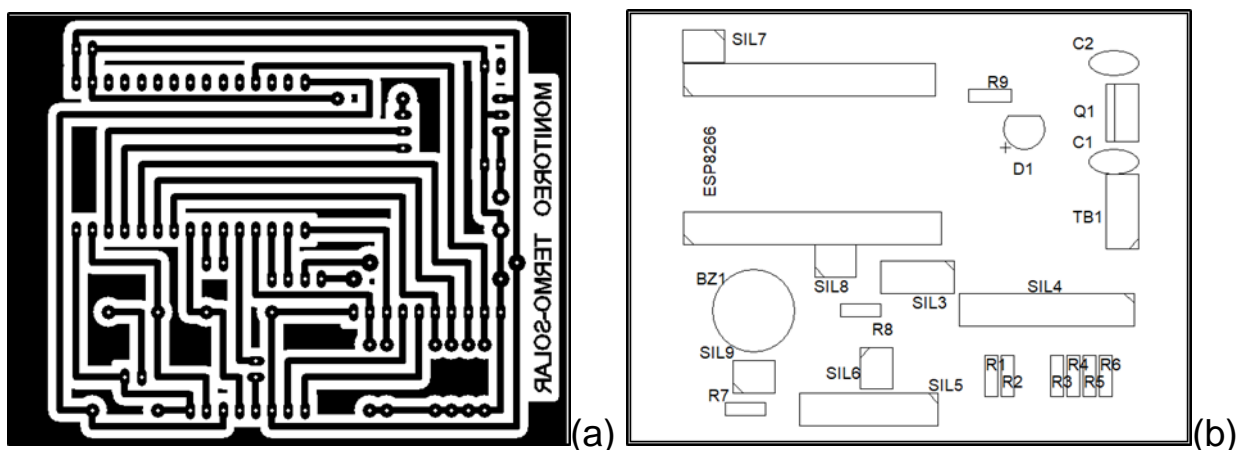 MONITOREO TERMO-SOLAR
(a)
SIL7
C2
R9
Q1
ESP8266
C1
D1
TB1
BZ1
SIL8
SIL3
SIL4
R8
SIL9
SIL6
R1
R2
R4
R3
R5
R6
R7
SIL5
(b)